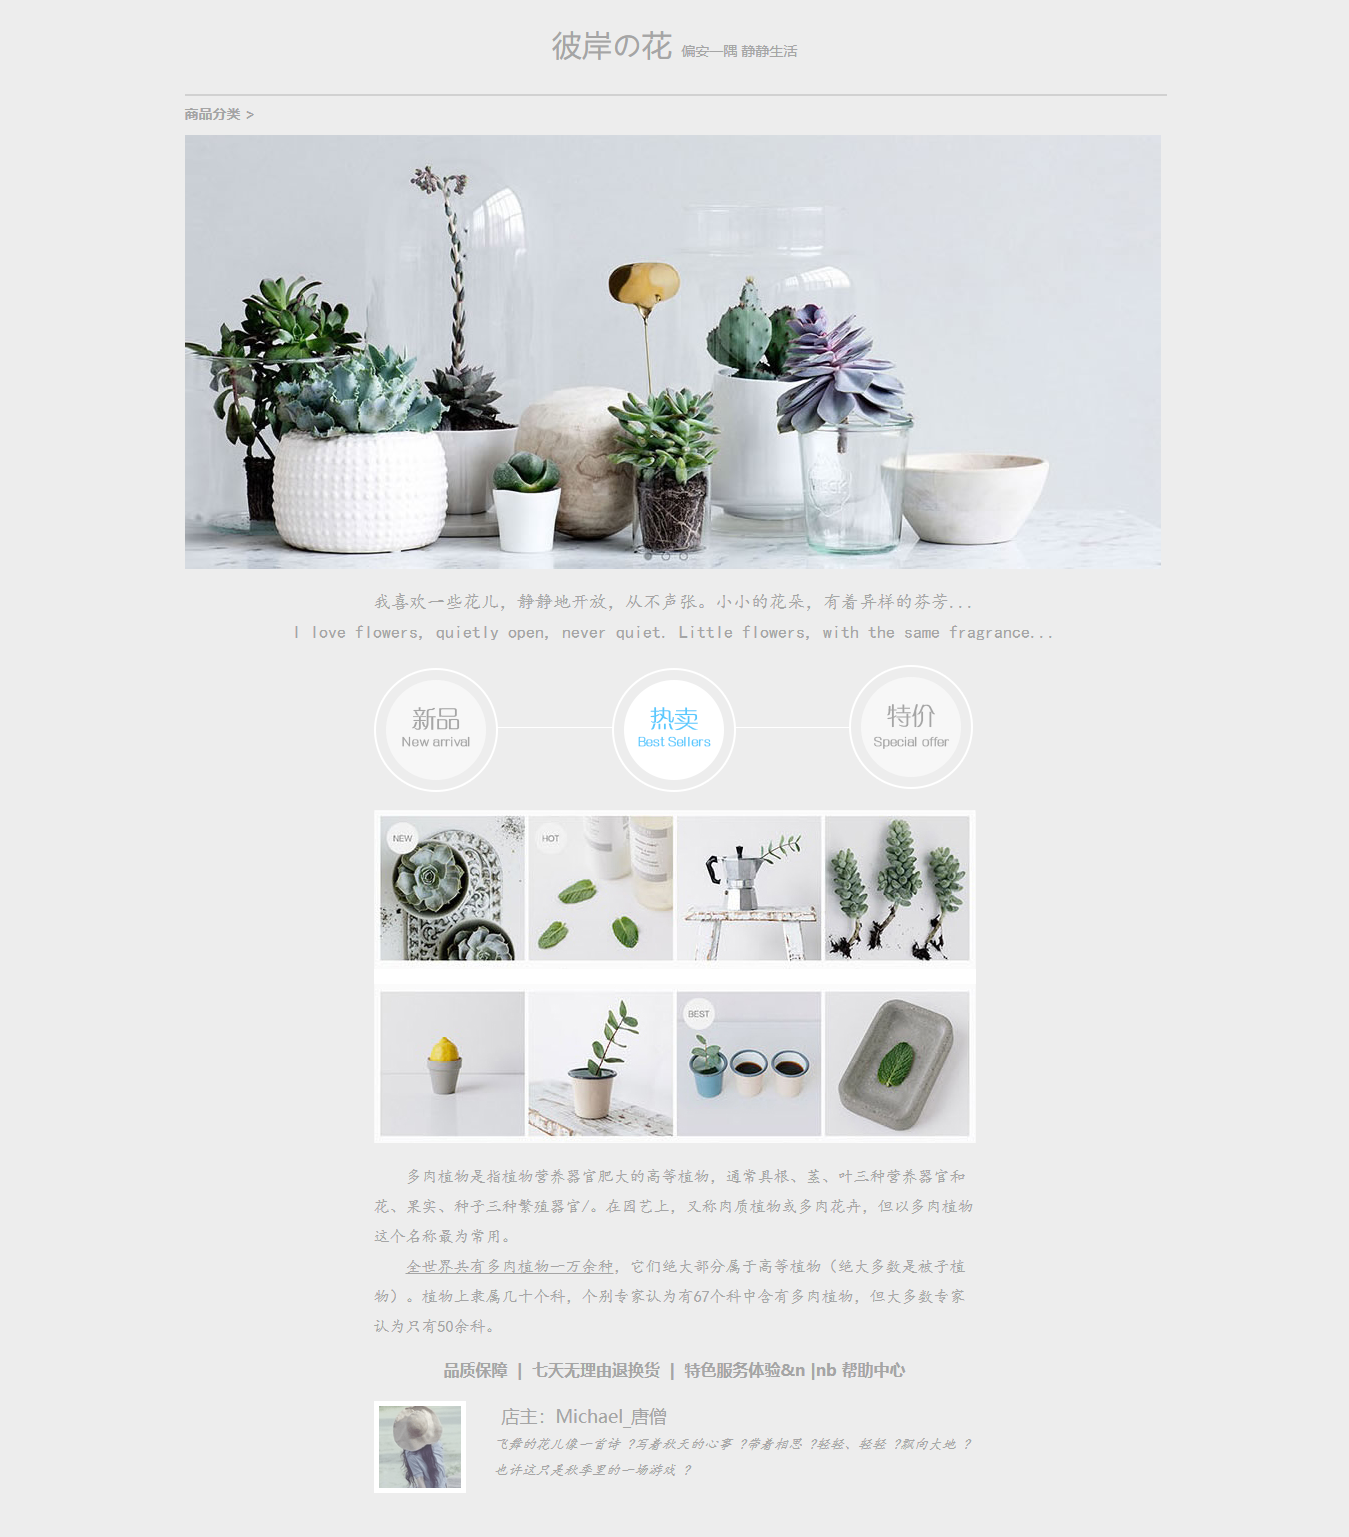 彼岸の花 偏安一隅 静静生活
商品分类 >
WECK
我喜欢一些花儿，静静地开放，从不声张。小小的花朵，有着异样的芬芳...
I love flowers, quietly open, never quiet. Little flowers, with the same fragrance...
新品
New arrival
热卖
Best Sellers
特价
Special offer
NEW
HOT
BEST
多肉植物是指植物营养器官肥大的高等植物，通常具根、茎、叶三种营养器官和
花、果实、种子三种繁殖器官/。在园艺上，又称肉质植物或多肉花卉，但以多肉植物
这个名称最为常用。
全世界共有多肉植物一万余种，它们绝大部分属于高等植物（绝大多数是被子植
物）。植物上隶属几十个科，个别专家认为有67个科中含有多肉植物，但大多数专家
认为只有50余科。
品质保障 | 七天无理由退换货 | 特色服务体验&n |nb 帮助中心
店主：Michael_唐僧
飞舞的花儿像一首诗 ?写着秋天的心事 ?带着相思 ?轻轻、轻轻 ?飘向大地 ?
也许这只是秋季里的一场游戏 ?